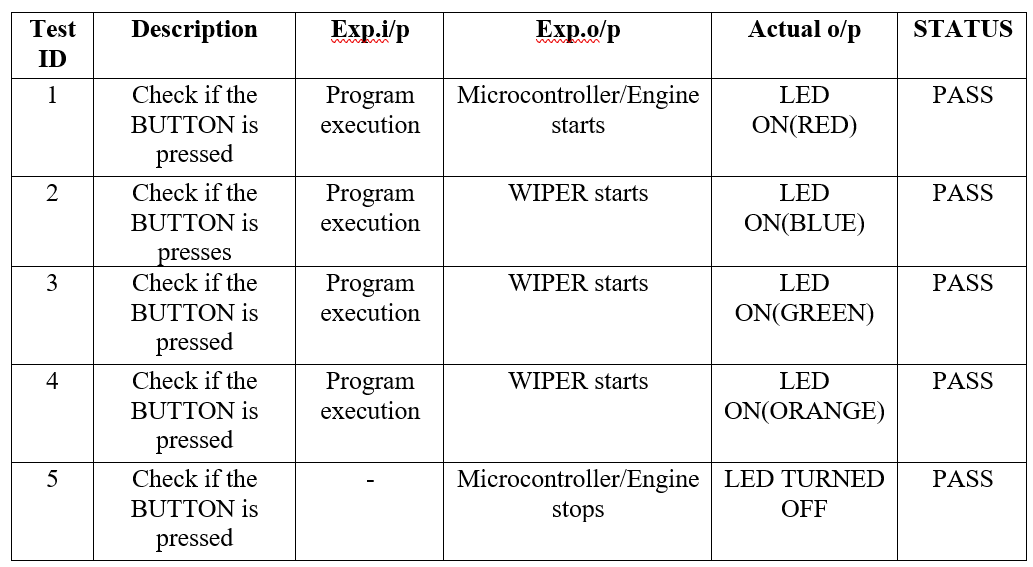 Test ID Description Exp.i/p Exp.o/p Actual o/p STATUS
1 Check if the BUTTON is pressed Program execution Microcontroller/Engine starts LED ON(RED) PASS
2 Check if the BUTTON is presses Program execution WIPER starts LED ON(BLUE) PASS
3 Check if the BUTTON is pressed Program execution WIPER starts LED ON(GREEN) PASS
4 Check if the BUTTON is pressed Program execution WIPER starts LED ON(ORANGE) PASS
5 Check if the BUTTON is pressed - Microcontroller/Engine stops LED TURNED OFF PASS